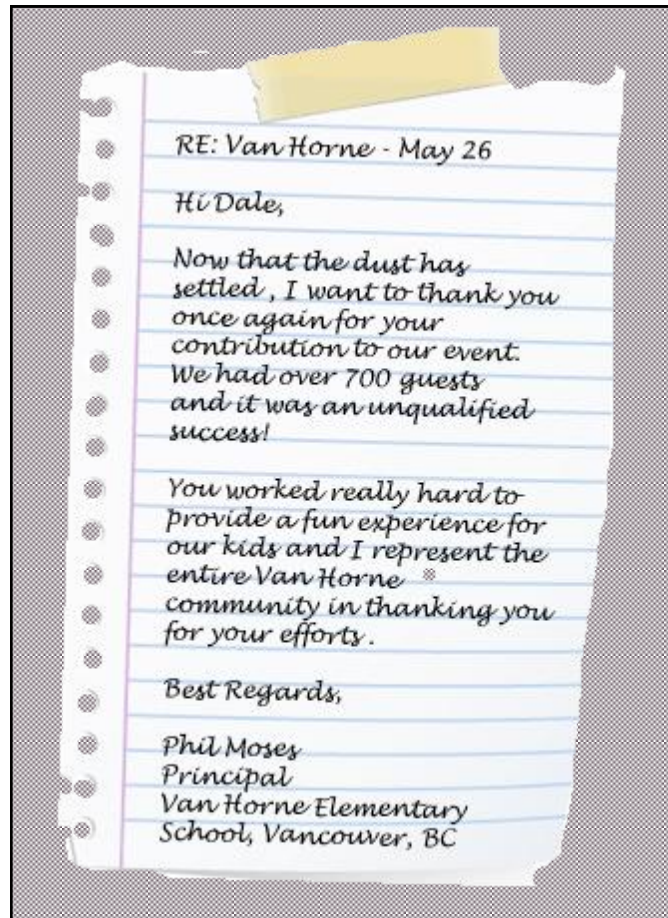 RE: Van Horne - May 26
Hi Dale,
Now that the dust has
settled , I want to thank you
once again for your
contribution to our event.
We had over 700 guests
and it was an unqualified
success!
You worked really hard to
provide a fun experience for
our kids and I represent the
entire Van Horne
community in thanking you
for your efforts .
Best Regards,
Phil Moses
Principal
Van Horne Elementary
School, Vancouver, BC